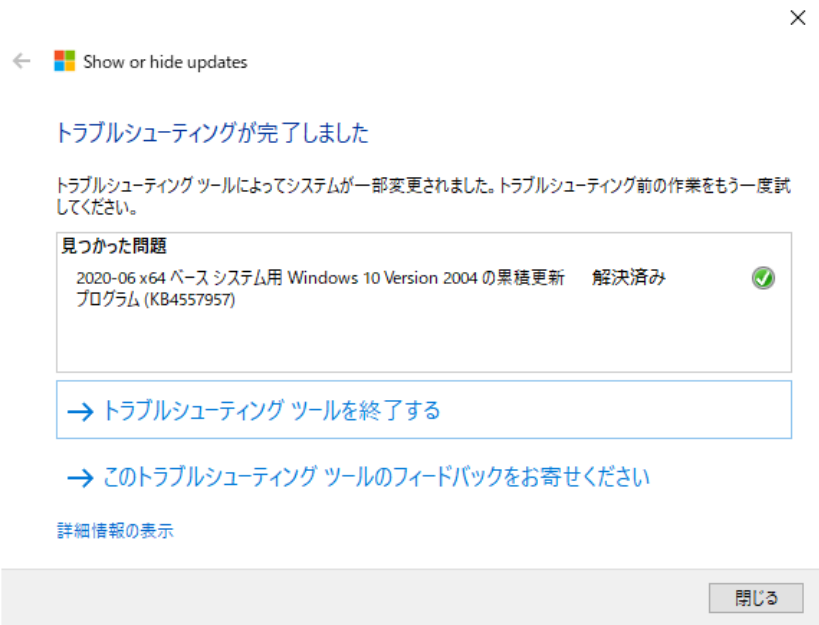 Show or hide updates
トラブルシューティングが完了しました
トラブルシューティング ツールによってシステムが一部変更されました。トラブルシューティング前の作業をもう一度試
してください。
見つかった問題
2020-06 x64 ベース システム用 Windows 10 Version 2004 の累積更新 解決済み
プログラム (KB4557957)
トラブルシューティング ツールを終了する
このトラブルシューティング ツールのフィードバックをお寄せください
詳細情報の表示
閉じる